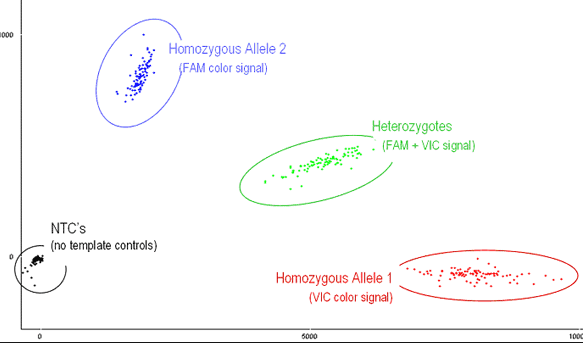 1000
Homozygous Allele 2
(FAM color signal)
Heterozygotes
(FAM + VIC signal)
NTC's
(no template controls)
0
Homozygous Allele 1
(VIC color signal)
0 5000 1000